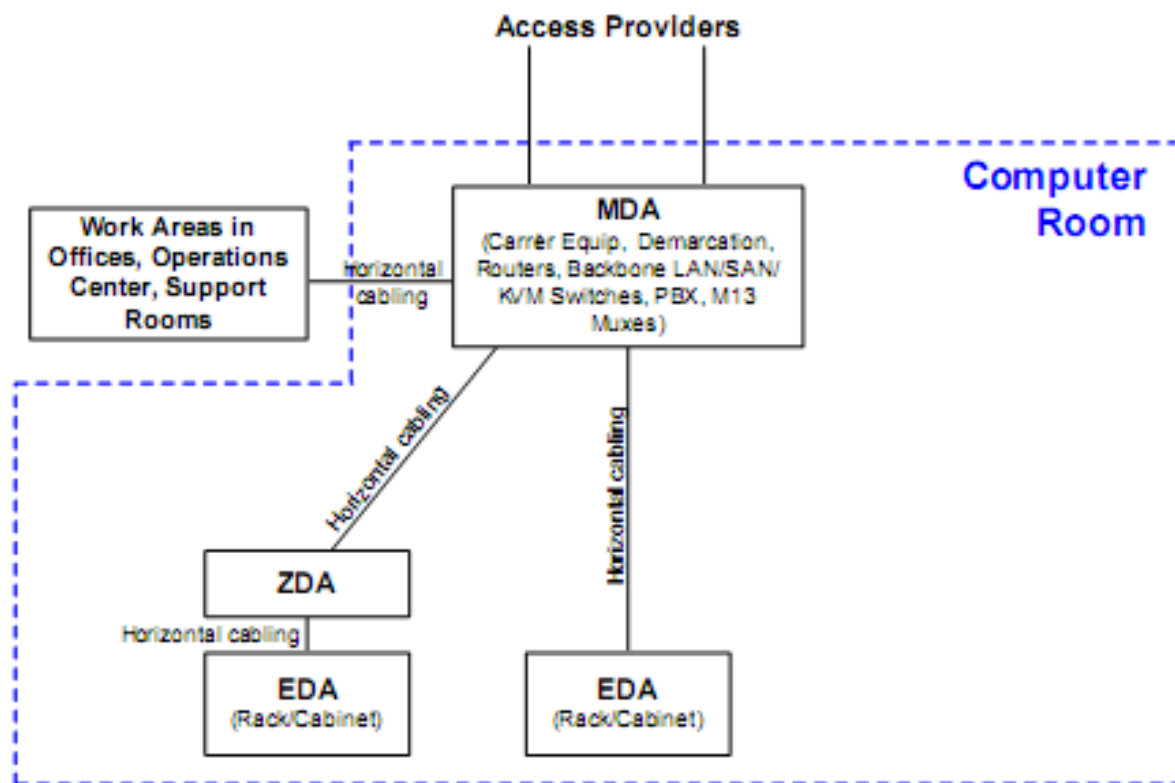 Access Providers
Computer
Room
MDA
(Carrèr Equip, Demarcation,
Routers, Backbone LAN/SAN/
KVM Switches, PBX, M13
Muxes)
Work Areas in
Offices, Operations
Center, Support
Rooms
Horizontal
cabling
Horizontal cabling
Horizontal cabling
ZDA
Horizontal cabling
EDA
(Rack/Cabinet)
EDA
(Rack/Cabinet)